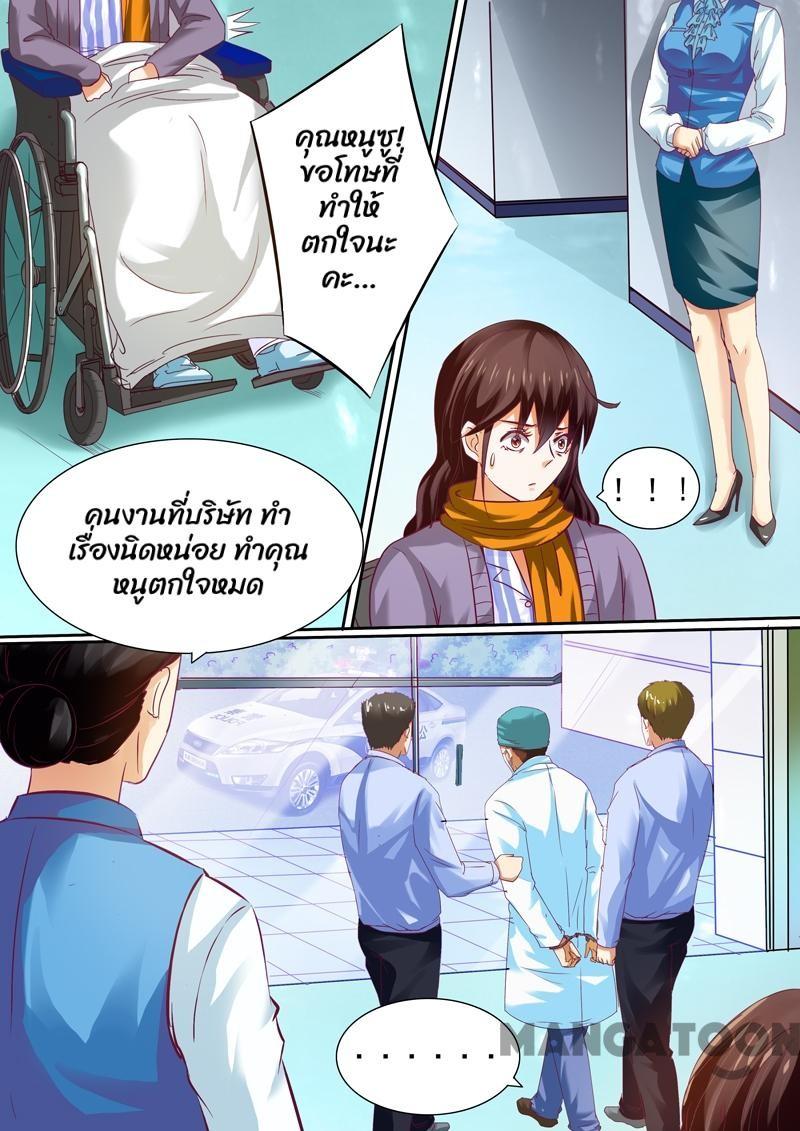 คุณหนูซู!
ขอโทษที่
ทำให้
ตกใจนะ
คะ...
! ! !
คนงานที่บริษัท ทำ
เรื่องนิดหน่อย ทำคุณ
หนูตกใจหมด
. . . . . .
MANGATOON